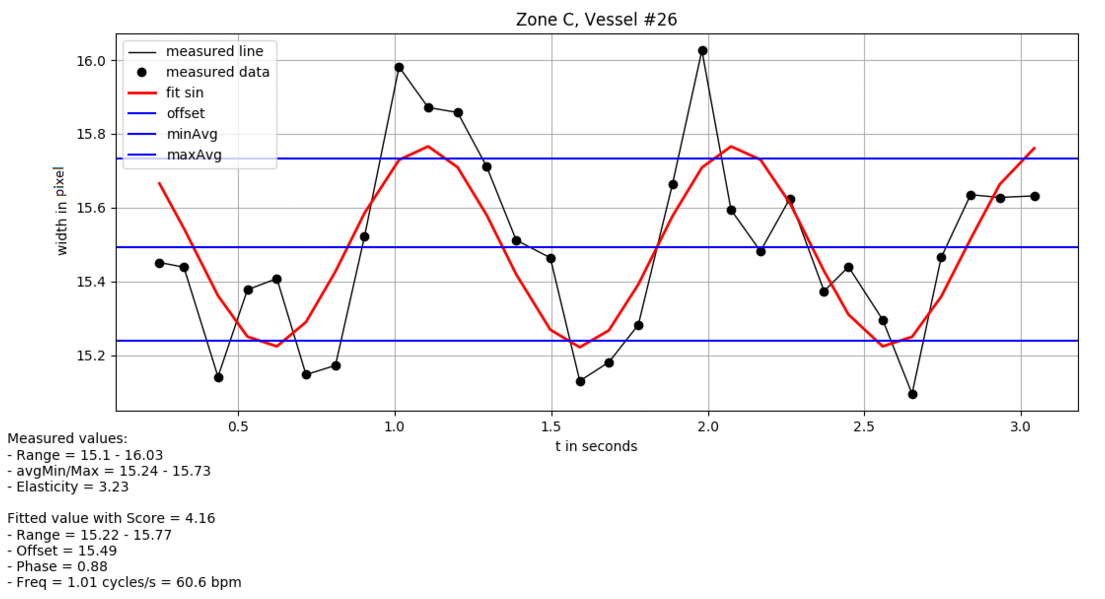 Zone C, Vessel #26
measured line
measured data
fit sin
offset
minAvg
maxAvg
width in pixel
16.0
15.8
15.6
15.4
15.2
0.5 1.0 1.5 2.0 2.5 3.0
t in seconds
Measured values:
- Range = 15.1 - 16.03
- avgMin/Max = 15.24 - 15.73
- Elasticity = 3.23
Fitted value with Score = 4.16
- Range = 15.22 - 15.77
- Offset = 15.49
- Phase = 0.88
- Freq = 1.01 cycles/s = 60.6 bpm